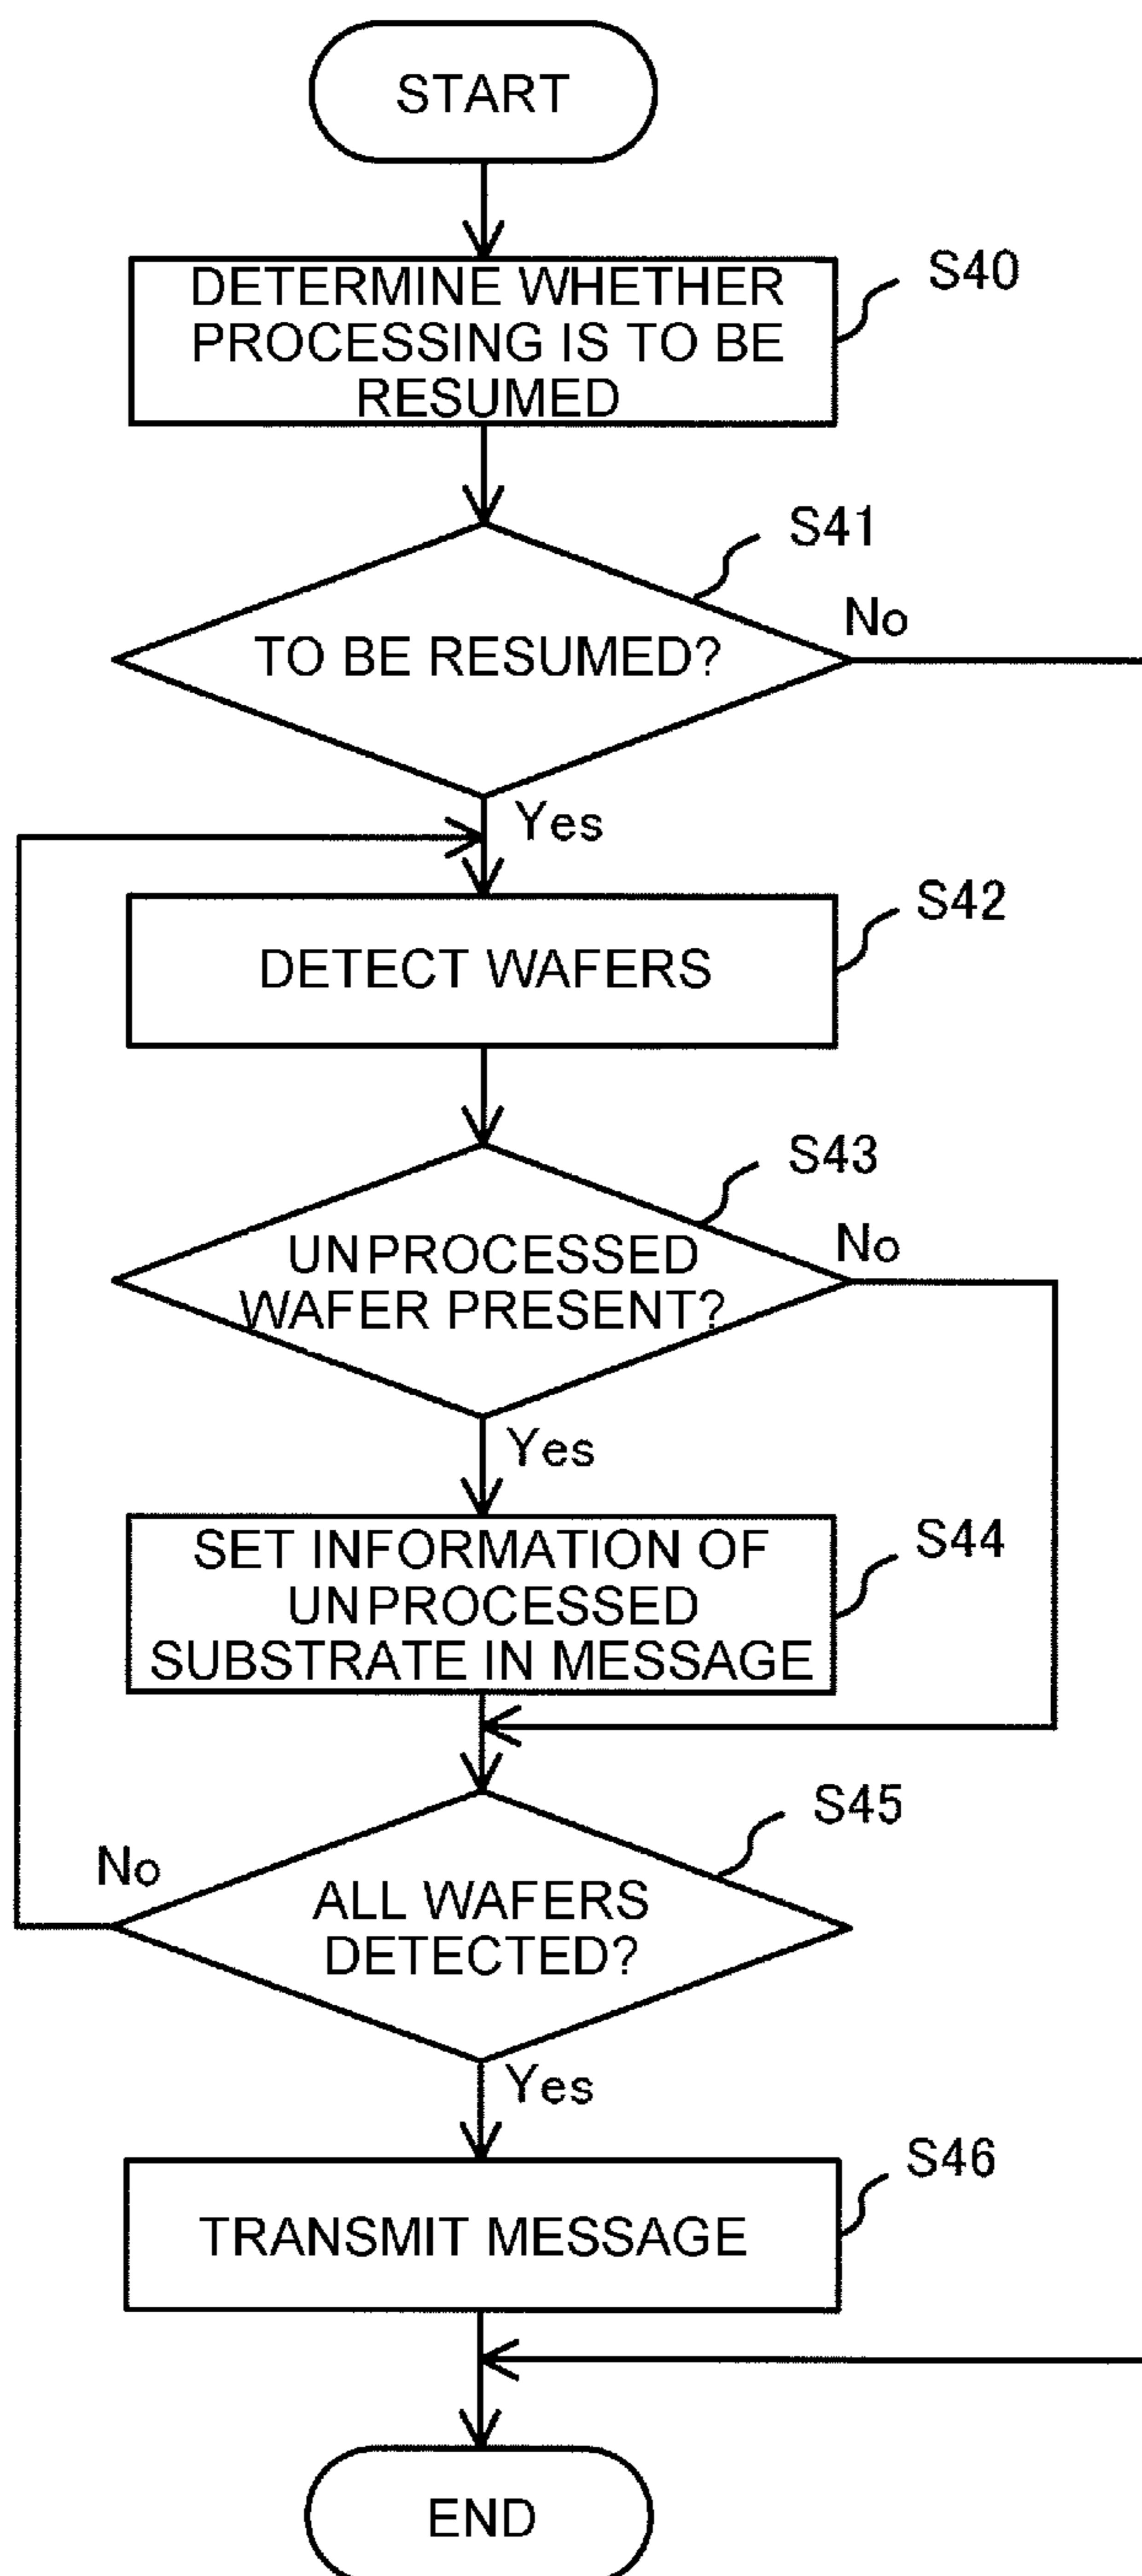 START
DETERMINE WHETHER
PROCESSING IS TO BE
RESUMED
S40
S41
TO BE RESUMED?
No
Yes
DETECT WAFERS
S42
S43
UNPROCESSED
WAFER PRESENT?
No
Yes
SET INFORMATION OF
UNPROCESSED
SUBSTRATE IN MESSAGE
S44
S45
No
ALL WAFERS
DETECTED?
Yes
S46
TRANSMIT MESSAGE
END